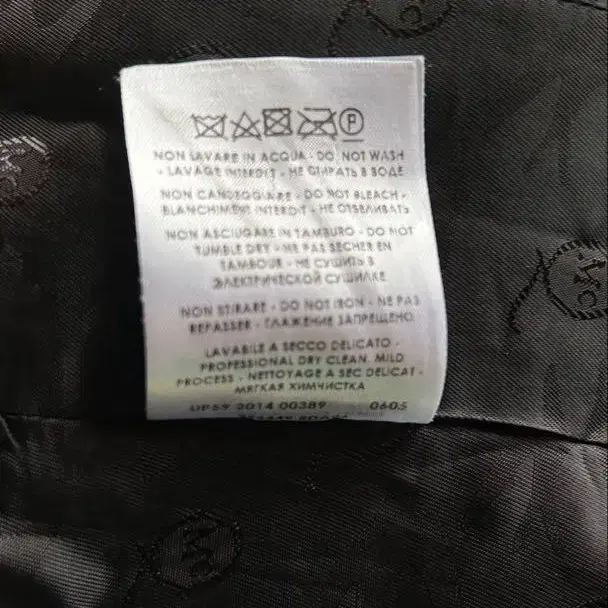 P
NON LAVARE IN ACQUA - DO NOT WASH
- LAVAGE INTERDIT - НЕ СТИРАТЬ В ВОДЕ
NON CANDEGGIARE - DO NOT BLEACH -
BLANCHIMENT INTERDIT - НЕ ОТБЕЛИВАТЬ
NON ASCIUGARE IN TAMBURO - DO NOT
TUMBLE DRY - NE PAS SECHER EN
TAMBOUR - НЕ СУШИТЬ В
ЭЛЕКТРИЧЕСКОЙ СУШИЛКЕ
NON STIRARE - DO NOT IRON - NE PAS
REPASSER - ГЛАЖЕНИЕ ЗАПРЕЩЕНО
LAVABILE A SECCO DELICATO -
PROFESSIONAL DRY CLEAN. MILD
PROCESS - NETTOYAGE A SEC DELICAT -
МЯГКАЯ ХИМЧИСТКА
UP59 2014 00389 0605